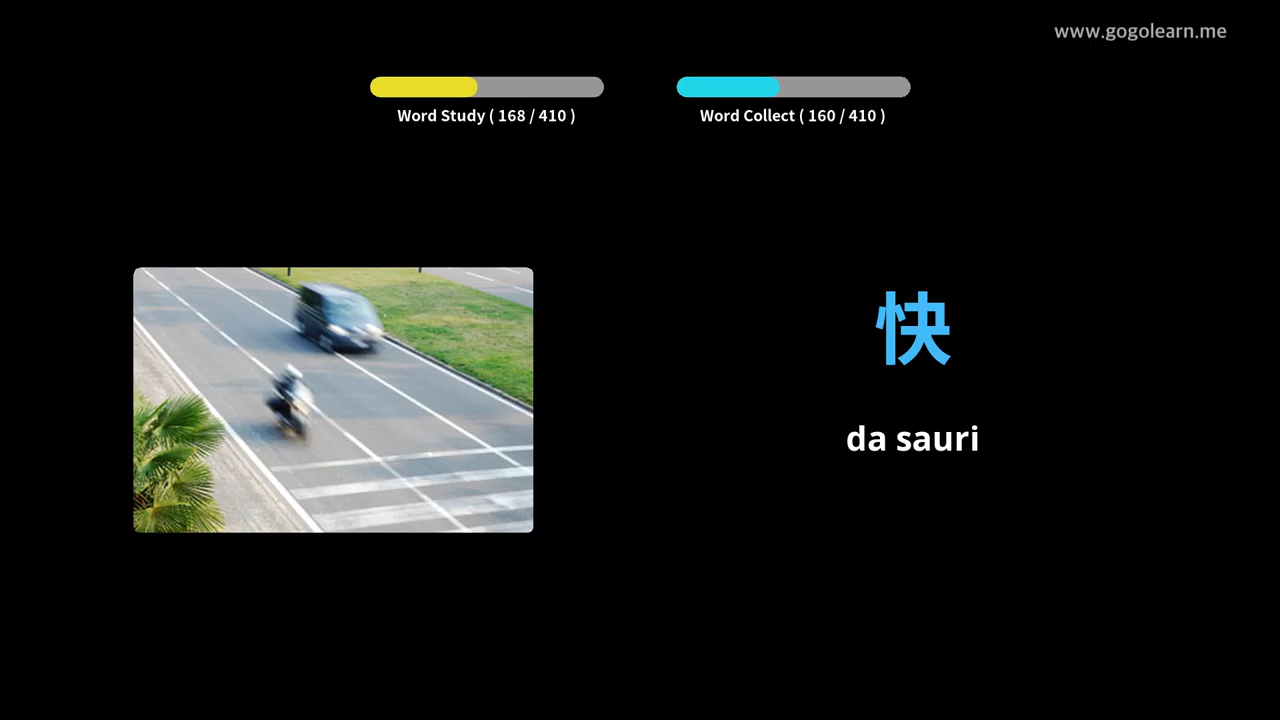 www.gogolearn.me
Word Study ( 168 / 410 )
Word Collect ( 160 / 410 )
快
da sauri